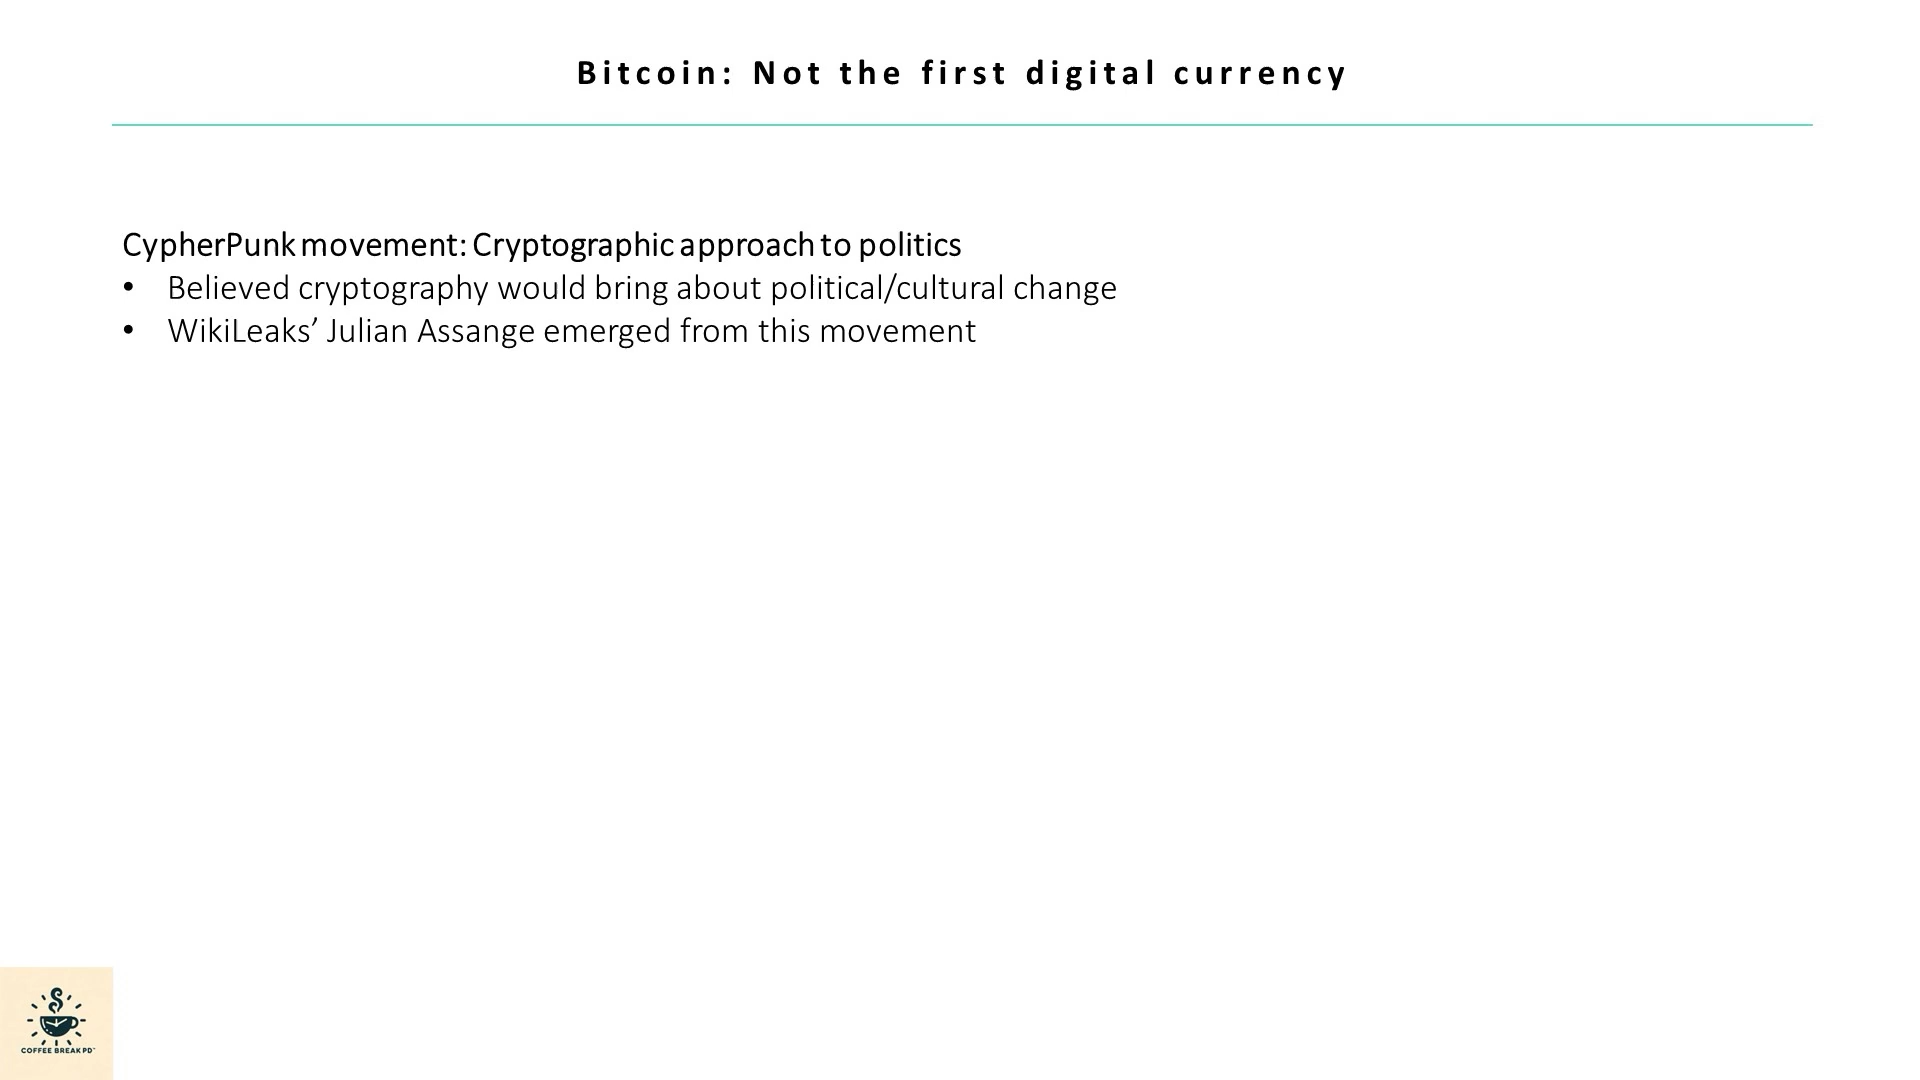 Bitcoin: Not the first digital currency
CypherPunk movement: Cryptographic approach to politics
• Believed cryptography would bring about political/cultural change
• WikiLeaks’ Julian Assange emerged from this movement
COFFEE BREAK PD™